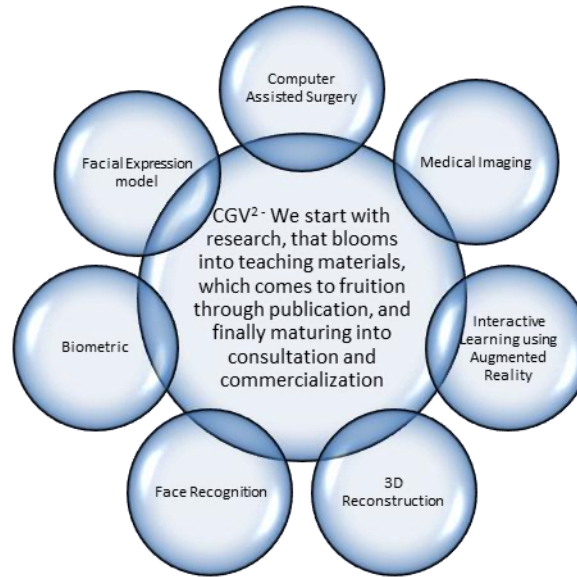 Computer
Assisted Surgery
Medical Imaging
Interactive
Learning using
Augmented
Reality
3D
Reconstruction
Face Recognition
Biometric
Facial Expression
model
CGV² - We start with
research, that blooms
into teaching materials,
which comes to fruition
through publication, and
finally maturing into
consultation and
commercialization